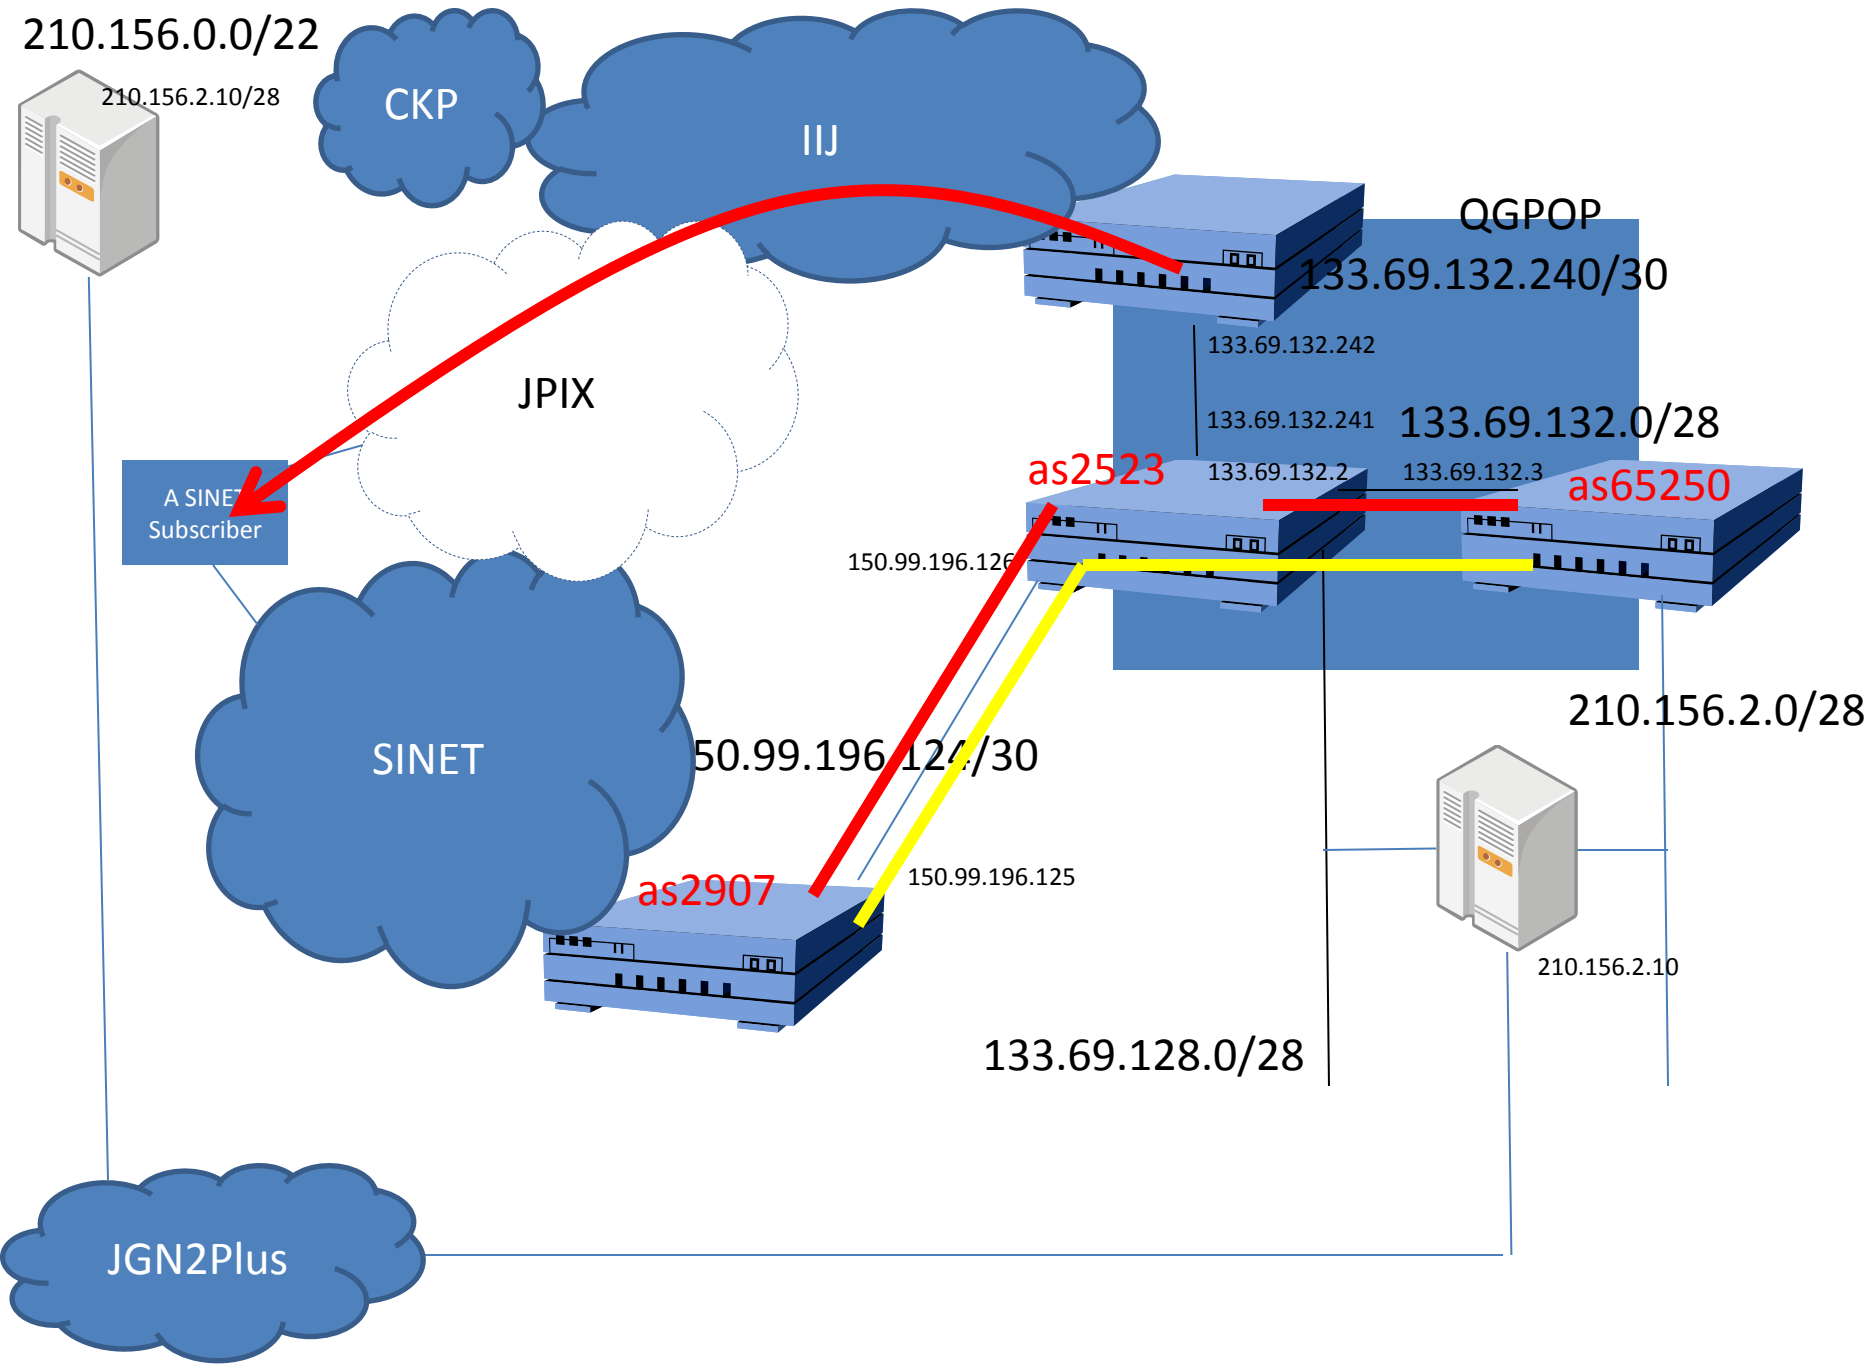 210.156.0.0/22
210.156.2.10/28
CKP
IIJ
QGPOP
133.69.132.240/30
133.69.132.242
JPIX
133.69.132.241
133.69.132.0/28
as2523
133.69.132.2
133.69.132.3
as65250
A SINET
Subscriber
150.99.196.126
210.156.2.0/28
SINET
50.99.196.124/30
as2907
150.99.196.125
210.156.2.10
133.69.128.0/28
JGN2Plus